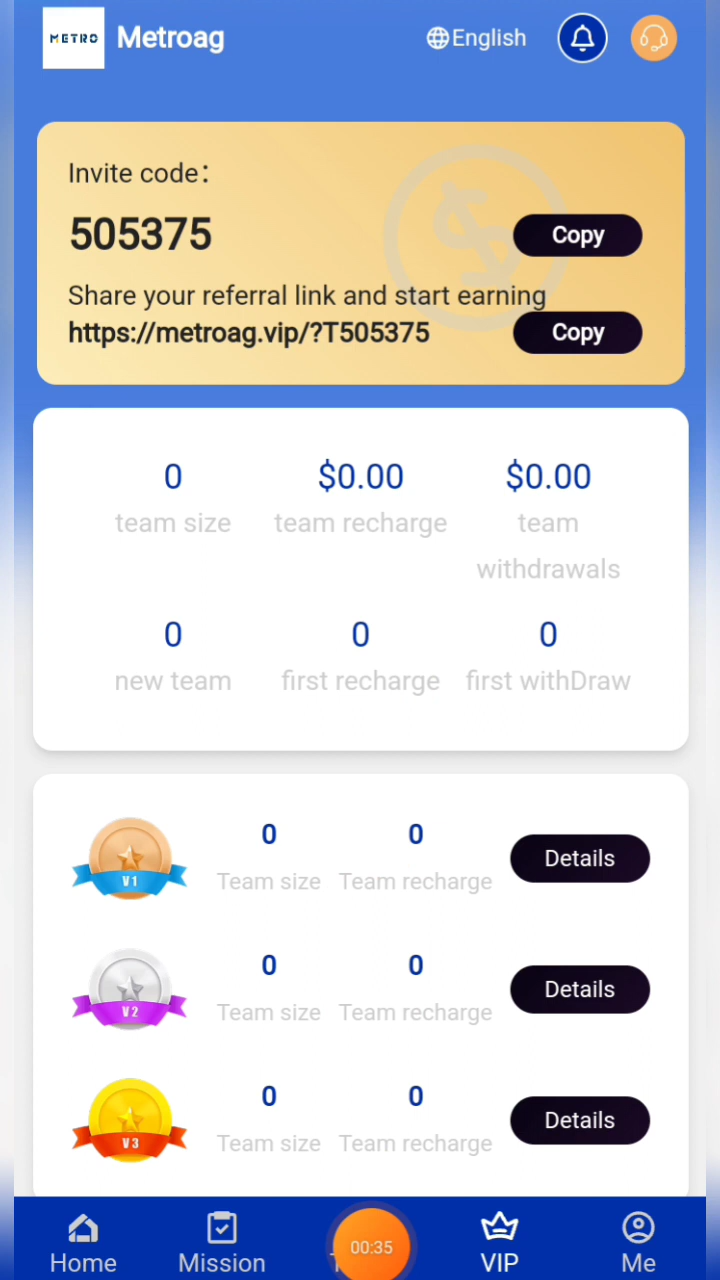 METRO Metroag English
Invite code:
505375 Copy
Share your referral link and start earning
https://metroag.vip/?T505375 Copy
0 $0.00 $0.00
team size team recharge team
withdrawals
0 0 0
new team first recharge first withDraw
0 0
V1 Team size Team recharge Details
0 0
V2 Team size Team recharge Details
0 0
V3 Team size Team recharge Details
00:35
Home Mission VIP Me